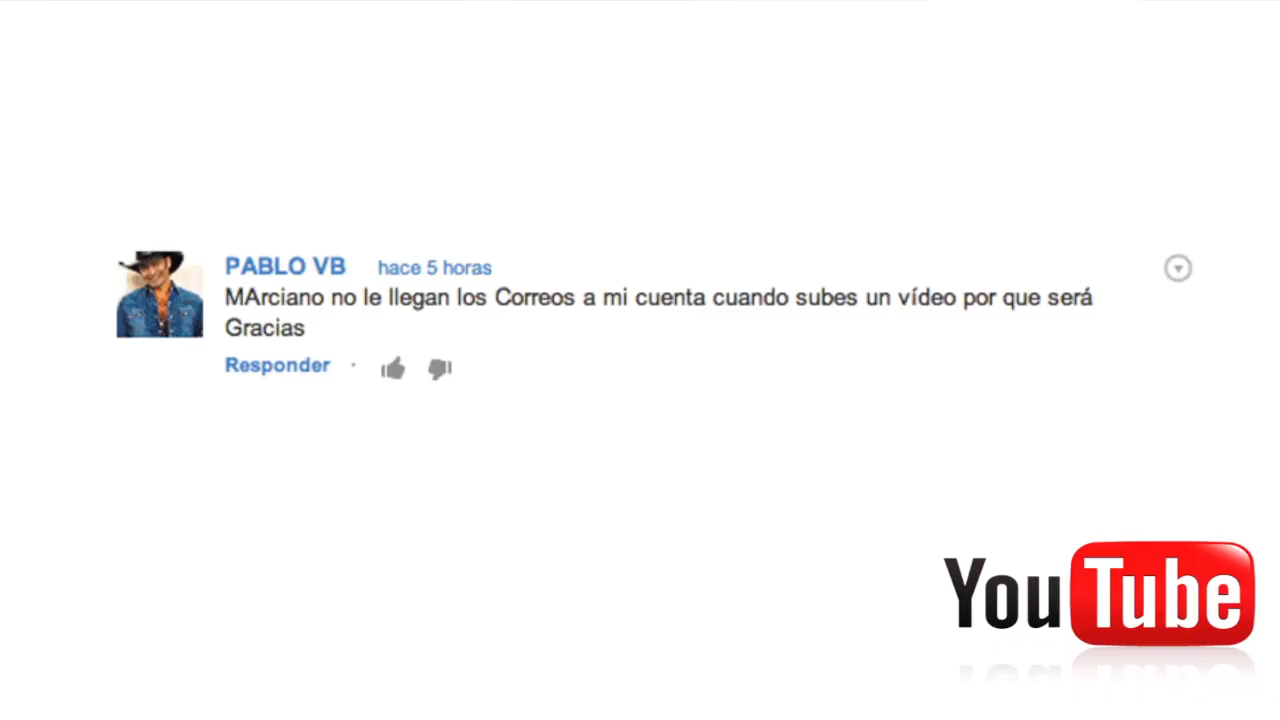 PABLO VB hace 5 horas
MArciano no le llegan los Correos a mi cuenta cuando subes un vídeo por que será
Gracias
Responder ·
YouTube